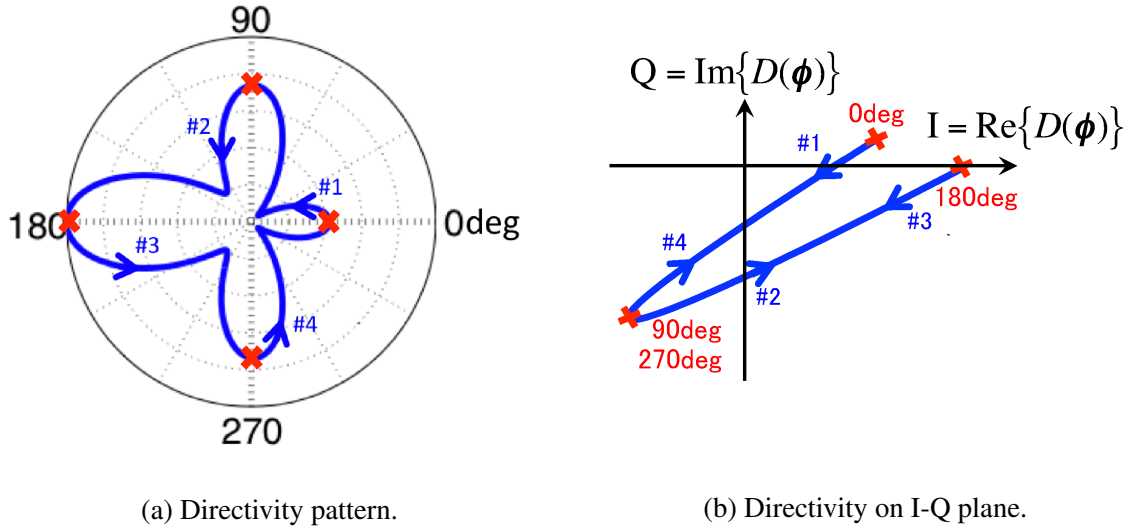 90
#2
#1
180
0deg
#3
#4
270
(a) Directivity pattern.
Q = Im{D(ϕ)}
0deg
I = Re{D(ϕ)}
#1
180deg
#3
#4
#2
90deg
270deg
(b) Directivity on I-Q plane.